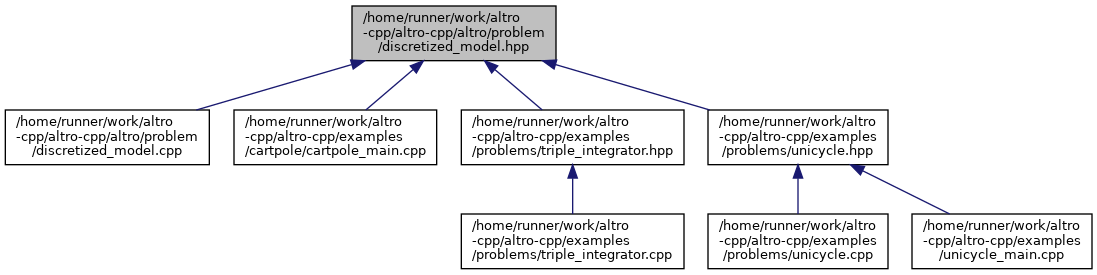 /home/runner/work/altro
-cpp/altro-cpp/altro/problem
/discretized_model.hpp
/home/runner/work/altro
-cpp/altro-cpp/altro/problem
/discretized_model.cpp
/home/runner/work/altro
-cpp/altro-cpp/examples
/cartpole/cartpole_main.cpp
/home/runner/work/altro
-cpp/altro-cpp/examples
/problems/triple_integrator.hpp
/home/runner/work/altro
-cpp/altro-cpp/examples
/problems/unicycle.hpp
/home/runner/work/altro
-cpp/altro-cpp/examples
/problems/triple_integrator.cpp
/home/runner/work/altro
-cpp/altro-cpp/examples
/problems/unicycle.cpp
/home/runner/work/altro
-cpp/altro-cpp/examples
/unicycle_main.cpp